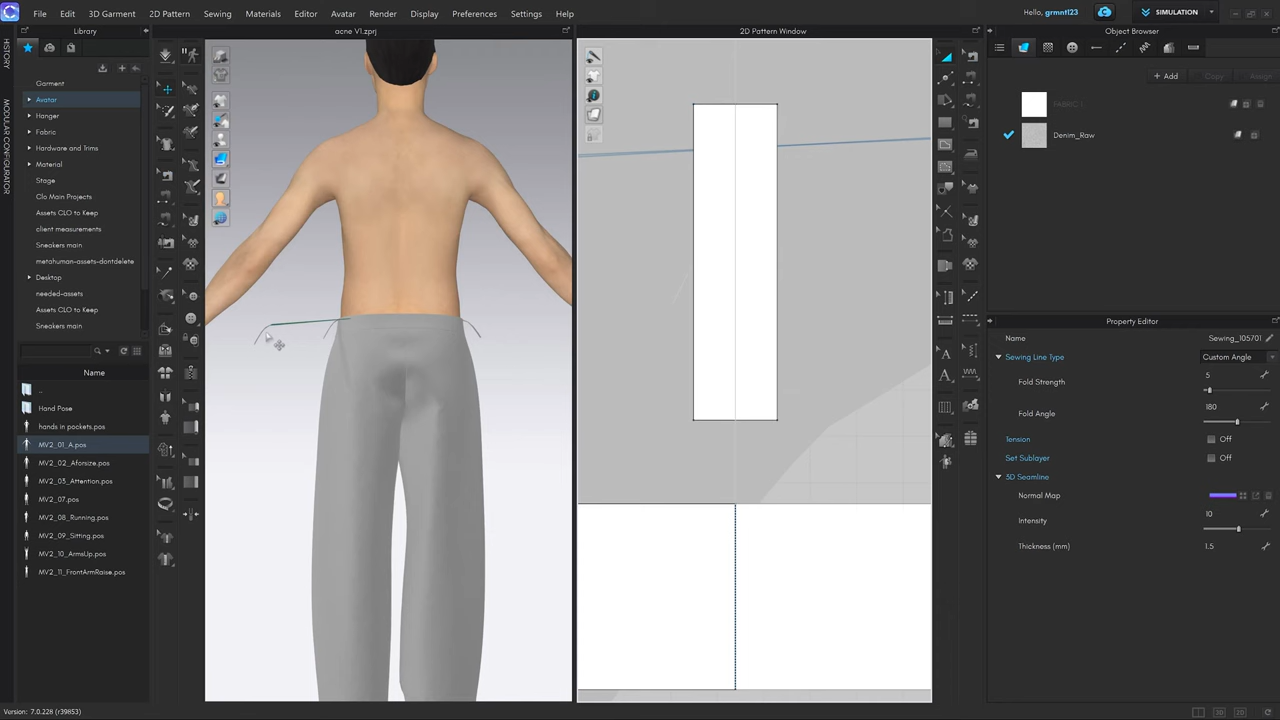 File
Edit
3D Garment
2D Pattern
Sewing
Materials
Editor
Avatar
Render
Display
Preferences
Settings
Help
Hello, grmnt123
SIMULATION
Library
acne V1.zprj
2D Pattern Window
Object Browser
HISTORY
MODULAR CONFIGURATOR
Garment
Avatar
Hanger
Fabric
Hardware and Trims
Material
Stage
Clo Main Projects
Assets CLO to Keep
client measurements
Sneakers main
metahuman-assets-dontdelete
Desktop
needed-assets
Assets CLO to Keep
Sneakers main
Name
..
Hand Pose
hands in pockets.pos
MV2_01_A.pos
MV2_02_Aforsize.pos
MV2_03_Attention.pos
MV2_07.pos
MV2_08_Running.pos
MV2_09_Sitting.pos
MV2_10_ArmsUp.pos
MV2_11_FrontArmRaise.pos
+ Add
Copy
Assign
FABRIC 1
Denim_Raw
Property Editor
Name
Sewing_105701
Sewing Line Type
Custom Angle
Fold Strength
5
Fold Angle
180
Tension
Off
Set Sublayer
Off
3D Seamline
Normal Map
Intensity
10
Thickness (mm)
1.5
Version: 7.0.228 (r39853)
3D
2D